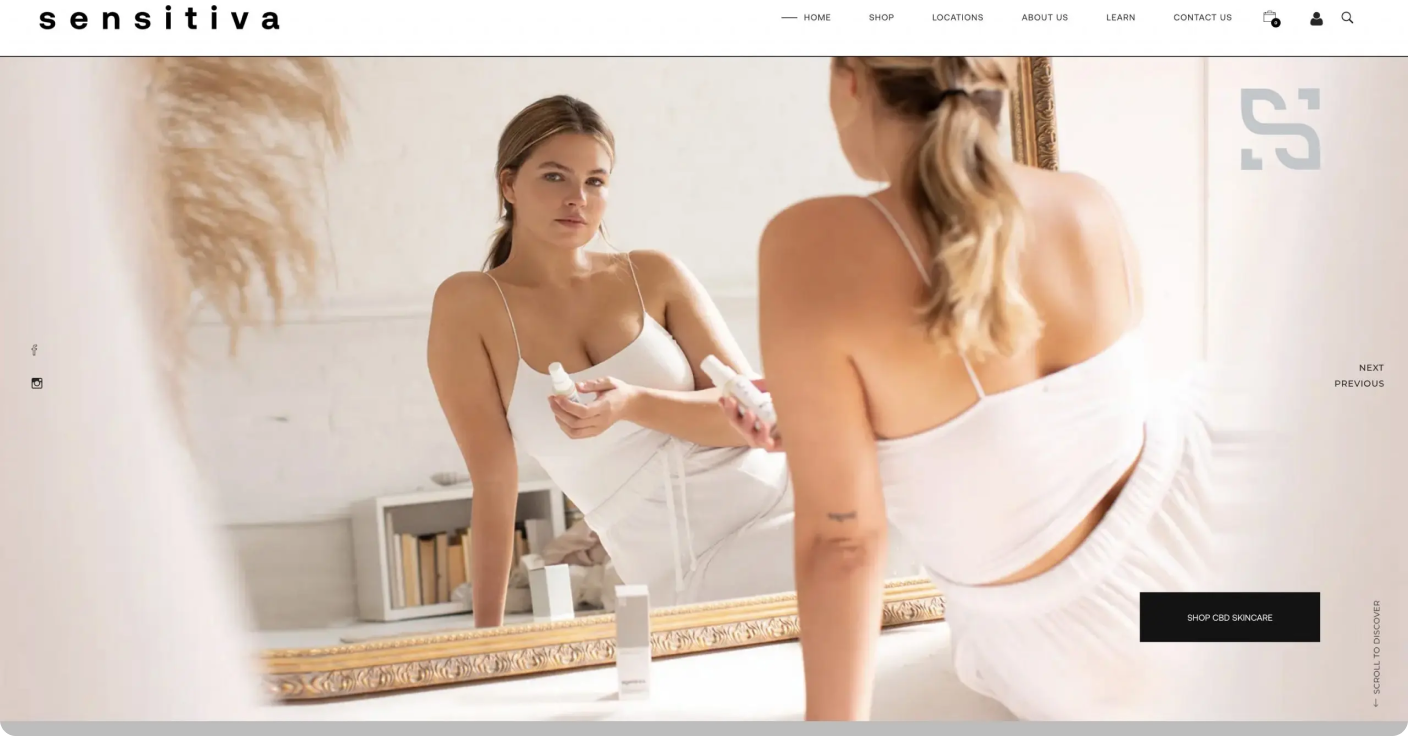 sensitiva
HOME SHOP LOCATIONS ABOUT US LEARN CONTACT US
0
NEXT
PREVIOUS
SHOP CBD SKINCARE
SCROLL TO DISCOVER